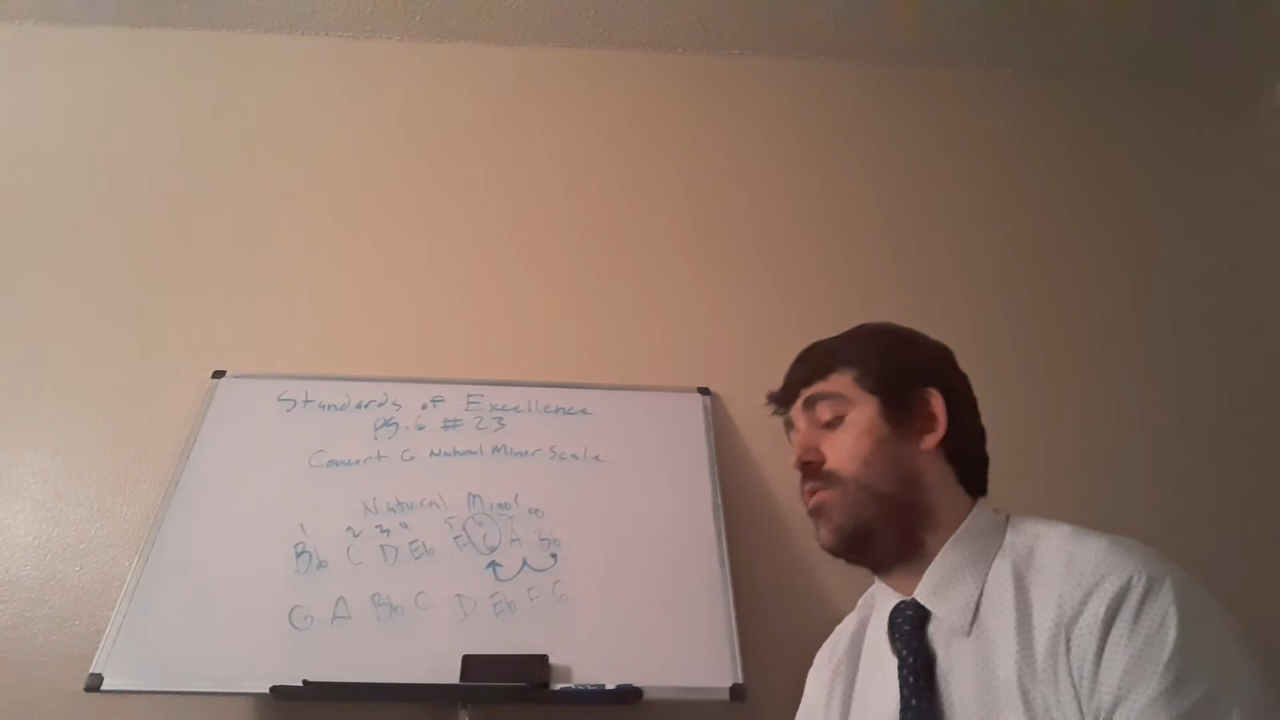 Standards of Excellence
pg. 6 # 23
Concert G Natural Minor Scale
Natural Minor
1 2 3 4 5 6 7 8
Bb C D Eb F G A Bb
G A Bb C D Eb F G